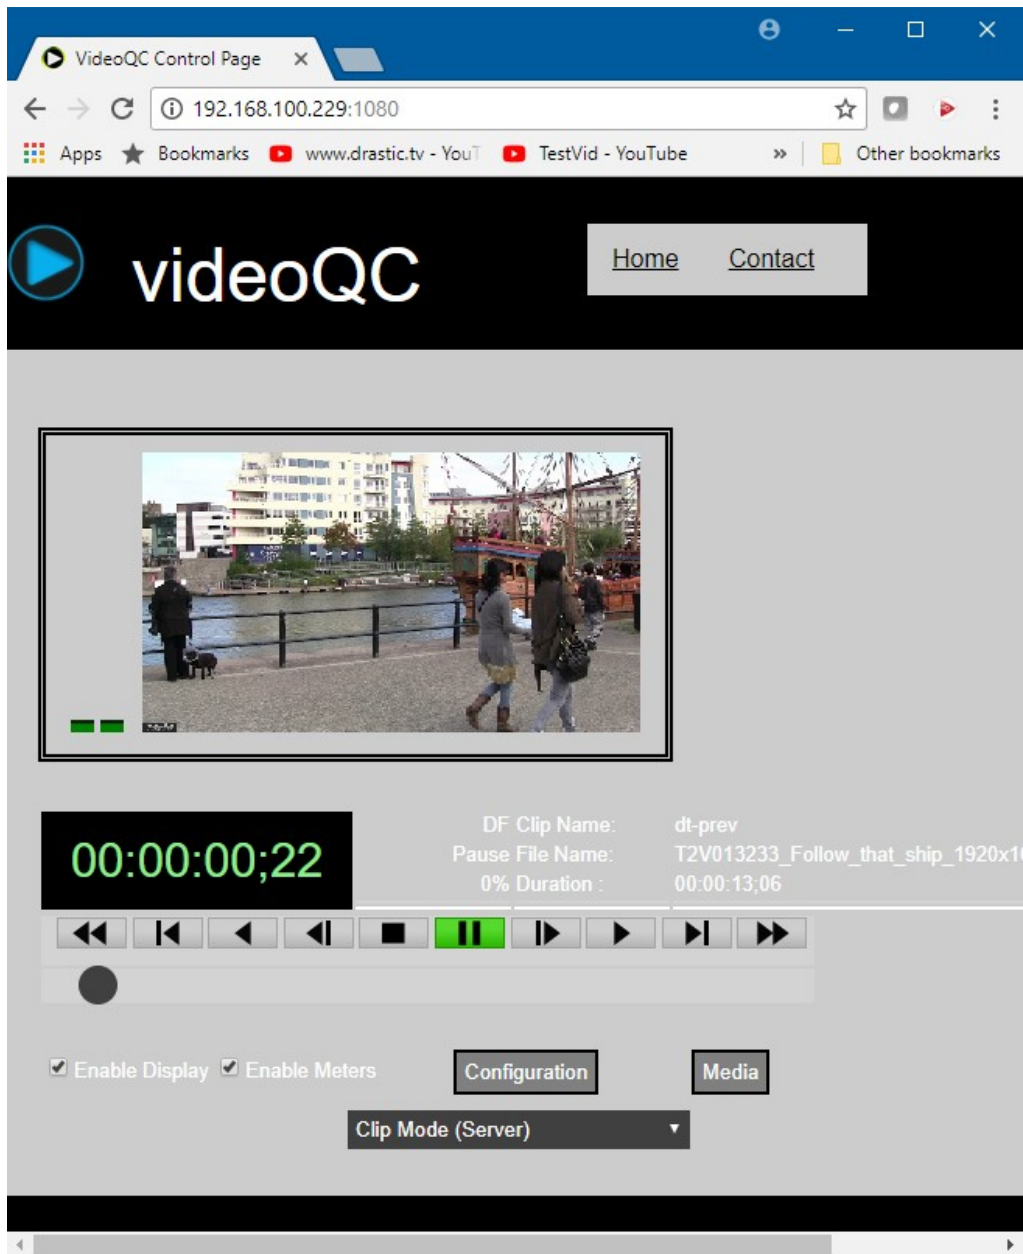 VideoQC Control Page
192.168.100.229:1080
Apps Bookmarks www.drastic.tv - YouT TestVid - YouTube » Other bookmarks
videoQC
Home Contact
00:00:00;22
DF Clip Name: dt-prev
Pause File Name: T2V013233_Follow_that_ship_1920x1
0% Duration : 00:00:13;06
Enable Display Enable Meters Configuration Media
Clip Mode (Server)